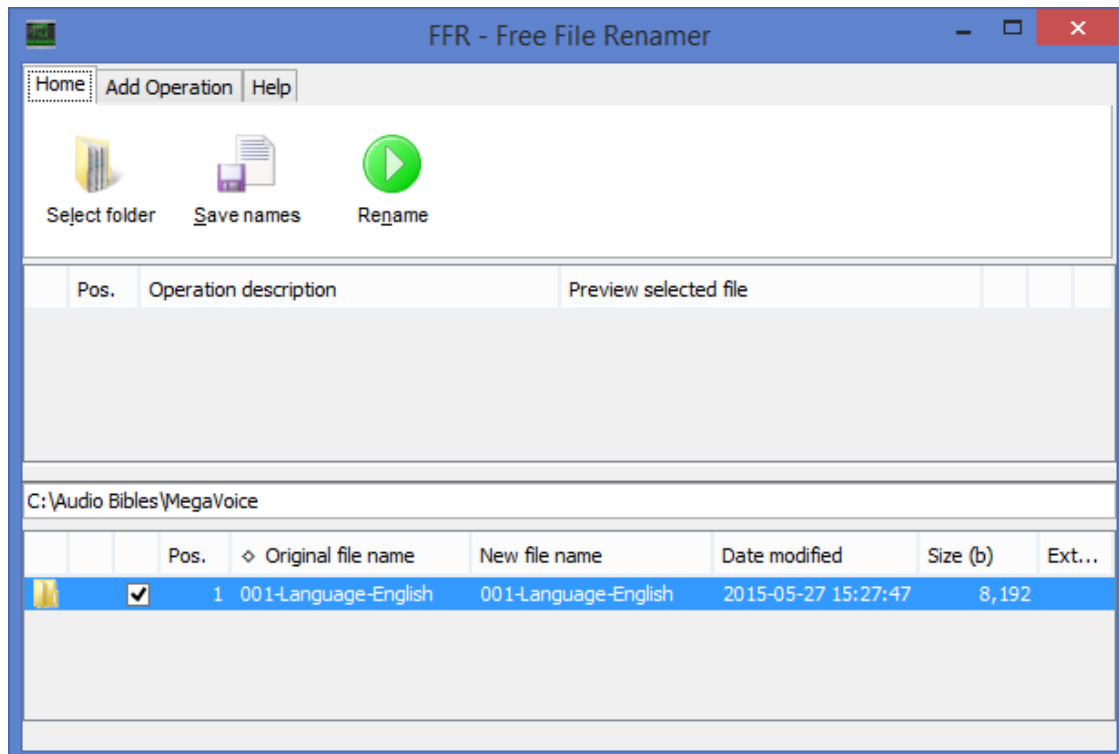 FFR - Free File Renamer
Home Add Operation Help
Select folder Save names Rename
Pos. Operation description Preview selected file
C:\Audio Bibles\MegaVoice
Pos. Original file name New file name Date modified Size (b) Ext...
1 001-Language-English 001-Language-English 2015-05-27 15:27:47 8,192